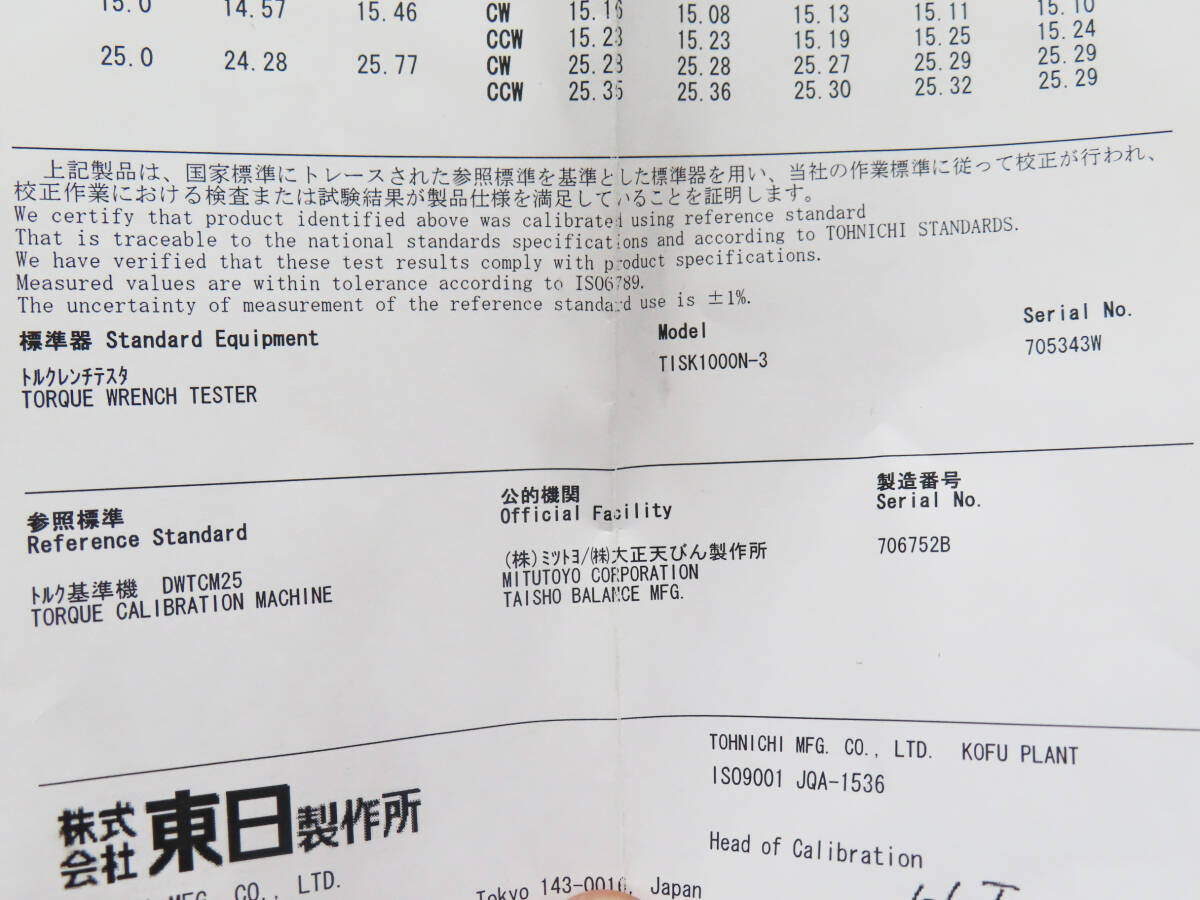 15.0 14.57 15.46 CW 15.16 15.08 15.13 15.11 15.10
CCW 15.23 15.23 15.19 15.25 15.24
25.0 24.28 25.77 CW 25.23 25.28 25.27 25.29 25.29
CCW 25.35 25.36 25.30 25.32 25.29
上記製品は、国家標準にトレースされた参照標準を基準とした標準器を用い、当社の作業標準に従って校正が行われ、
校正作業における検査または試験結果が製品仕様を満足していることを証明します。
We certify that product identified above was calibrated using reference standard
That is traceable to the national standards specifications and according to TOHNICHI STANDARDS.
We have verified that these test results comply with product specifications.
Measured values are within tolerance according to ISO6789.
The uncertainty of measurement of the reference standard use is ±1%.
標準器 Standard Equipment
Model
Serial No.
ﾄﾙｸﾚﾝﾁﾃｽﾀ
TORQUE WRENCH TESTER
TISK1000N-3
705343W
参照標準
Reference Standard
公的機関
Official Facility
製造番号
Serial No.
ﾄﾙｸ基準機 DWTCM25
TORQUE CALIBRATION MACHINE
(株)ﾐﾂﾄﾖ/㈱大正天びん製作所
MITUTOYO CORPORATION
TAISHO BALANCE MFG.
706752B
TOHNICHI MFG. CO., LTD. KOFU PLANT
ISO9001 JQA-1536
株式会社 東日製作所
Head of Calibration
MFG. CO., LTD.
Tokyo 143-0016, Japan